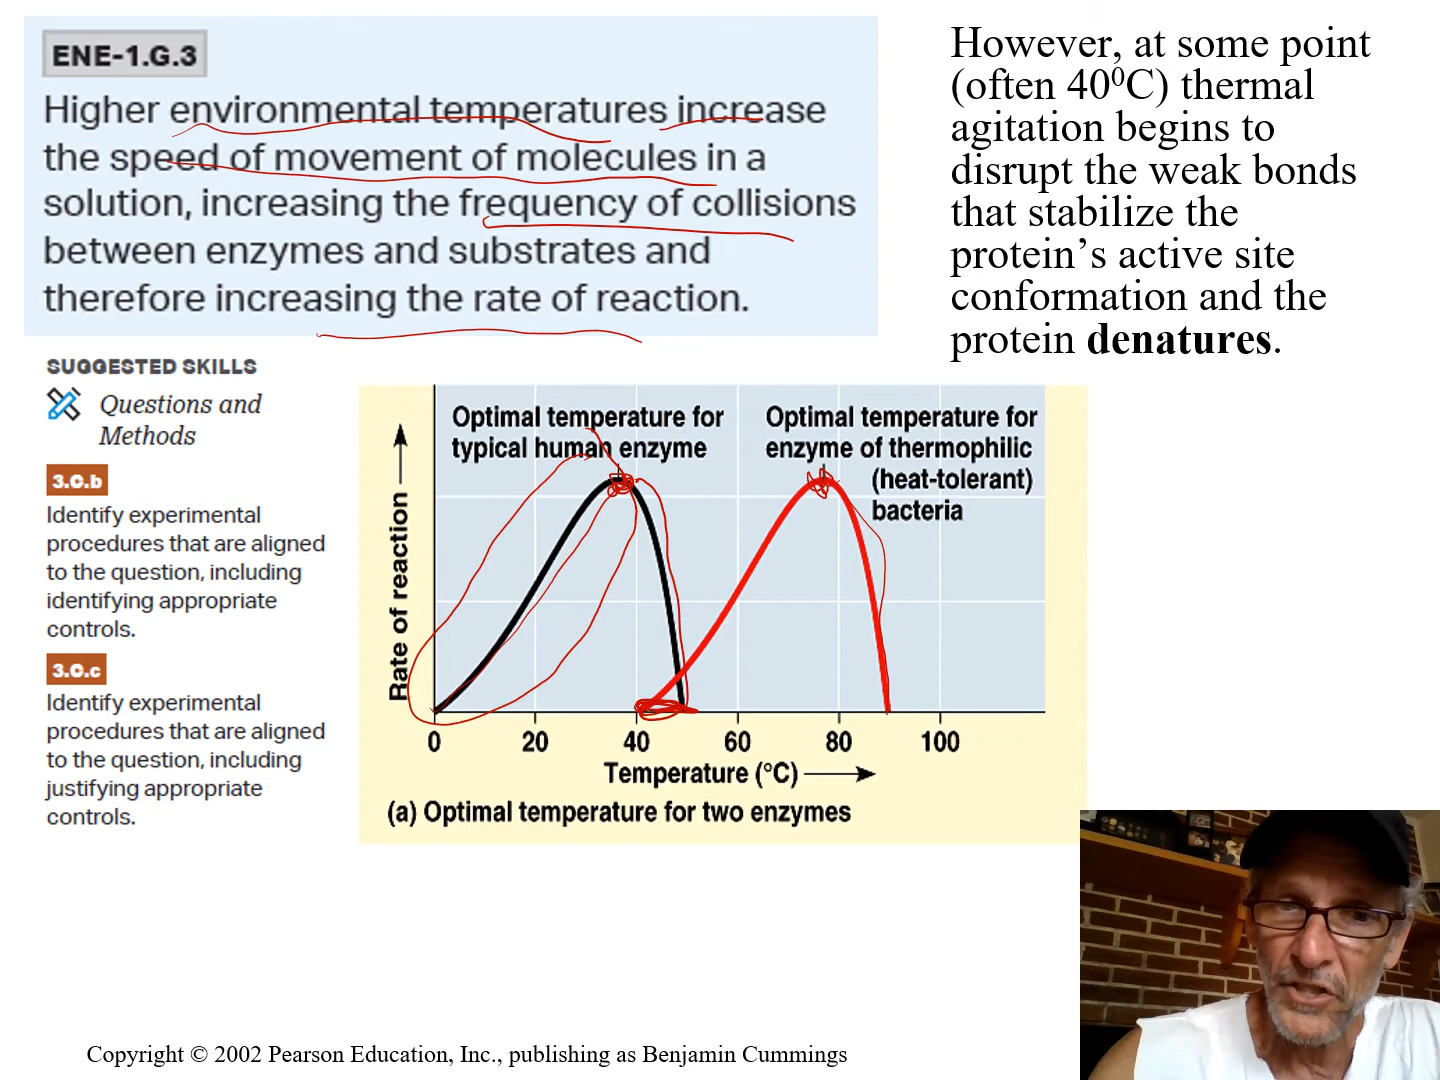 ENE-1.G.3
Higher environmental temperatures increase
the speed of movement of molecules in a
solution, increasing the frequency of collisions
between enzymes and substrates and
therefore increasing the rate of reaction.
However, at some point
(often 40⁰C) thermal
agitation begins to
disrupt the weak bonds
that stabilize the
protein’s active site
conformation and the
protein denatures.
SUGGESTED SKILLS
Questions and
Methods
3.C.b
Identify experimental
procedures that are aligned
to the question, including
identifying appropriate
controls.
3.C.c
Identify experimental
procedures that are aligned
to the question, including
justifying appropriate
controls.
Optimal temperature for
typical human enzyme
Optimal temperature for
enzyme of thermophilic
(heat-tolerant)
bacteria
Rate of reaction
0 20 40 60 80 100
Temperature (°C)
(a) Optimal temperature for two enzymes
Copyright © 2002 Pearson Education, Inc., publishing as Benjamin Cummings